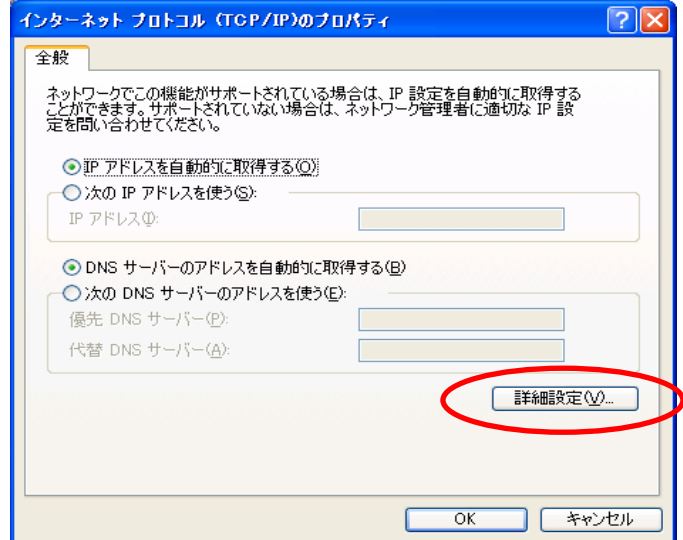 インターネット プロトコル (TCP/IP)のプロパティ
全般
ネットワークでこの機能がサポートされている場合は、IP 設定を自動的に取得する
ことができます。サポートされていない場合は、ネットワーク管理者に適切な IP 設
定を問い合わせてください。
IP アドレスを自動的に取得する(O)
次の IP アドレスを使う(S):
IP アドレス(I):
DNS サーバーのアドレスを自動的に取得する(B)
次の DNS サーバーのアドレスを使う(E):
優先 DNS サーバー(P):
代替 DNS サーバー(A):
詳細設定(V)...
OK
キャンセル